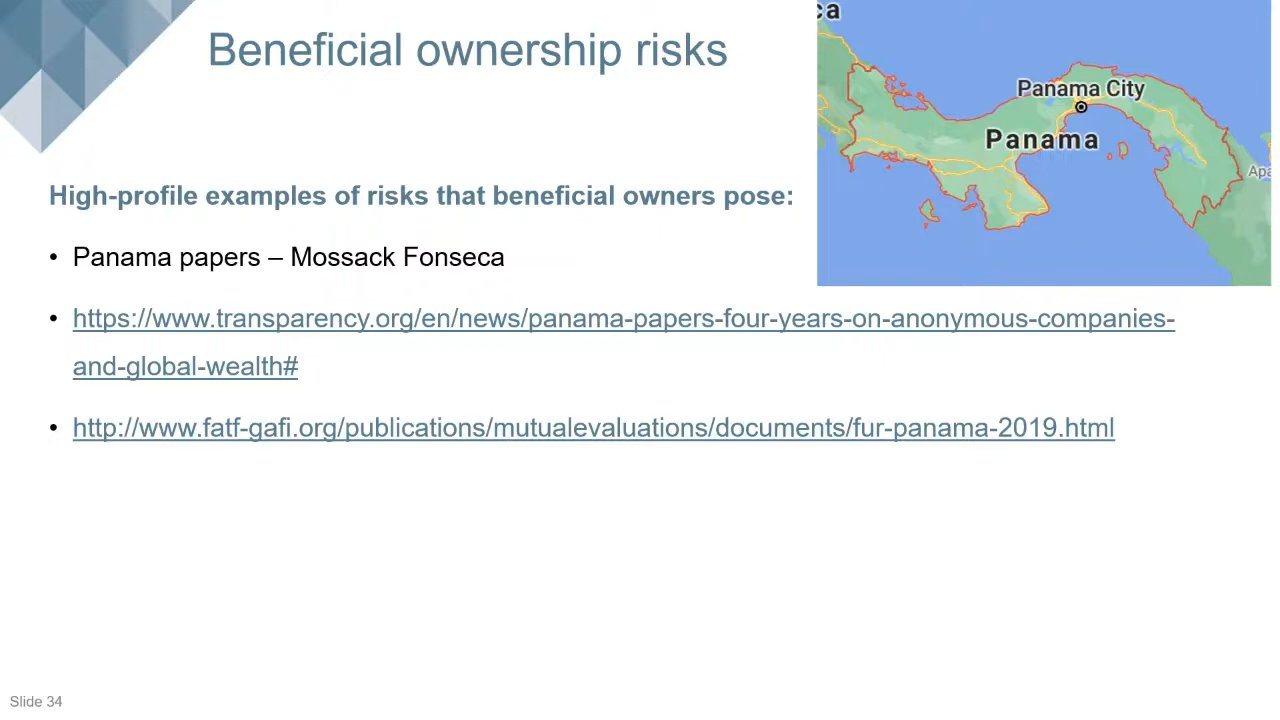 Beneficial ownership risks
ca
Panama City
Panama
Apa
High-profile examples of risks that beneficial owners pose:
• Panama papers – Mossack Fonseca
• https://www.transparency.org/en/news/panama-papers-four-years-on-anonymous-companies-
and-global-wealth#
• http://www.fatf-gafi.org/publications/mutualevaluations/documents/fur-panama-2019.html
Slide 34